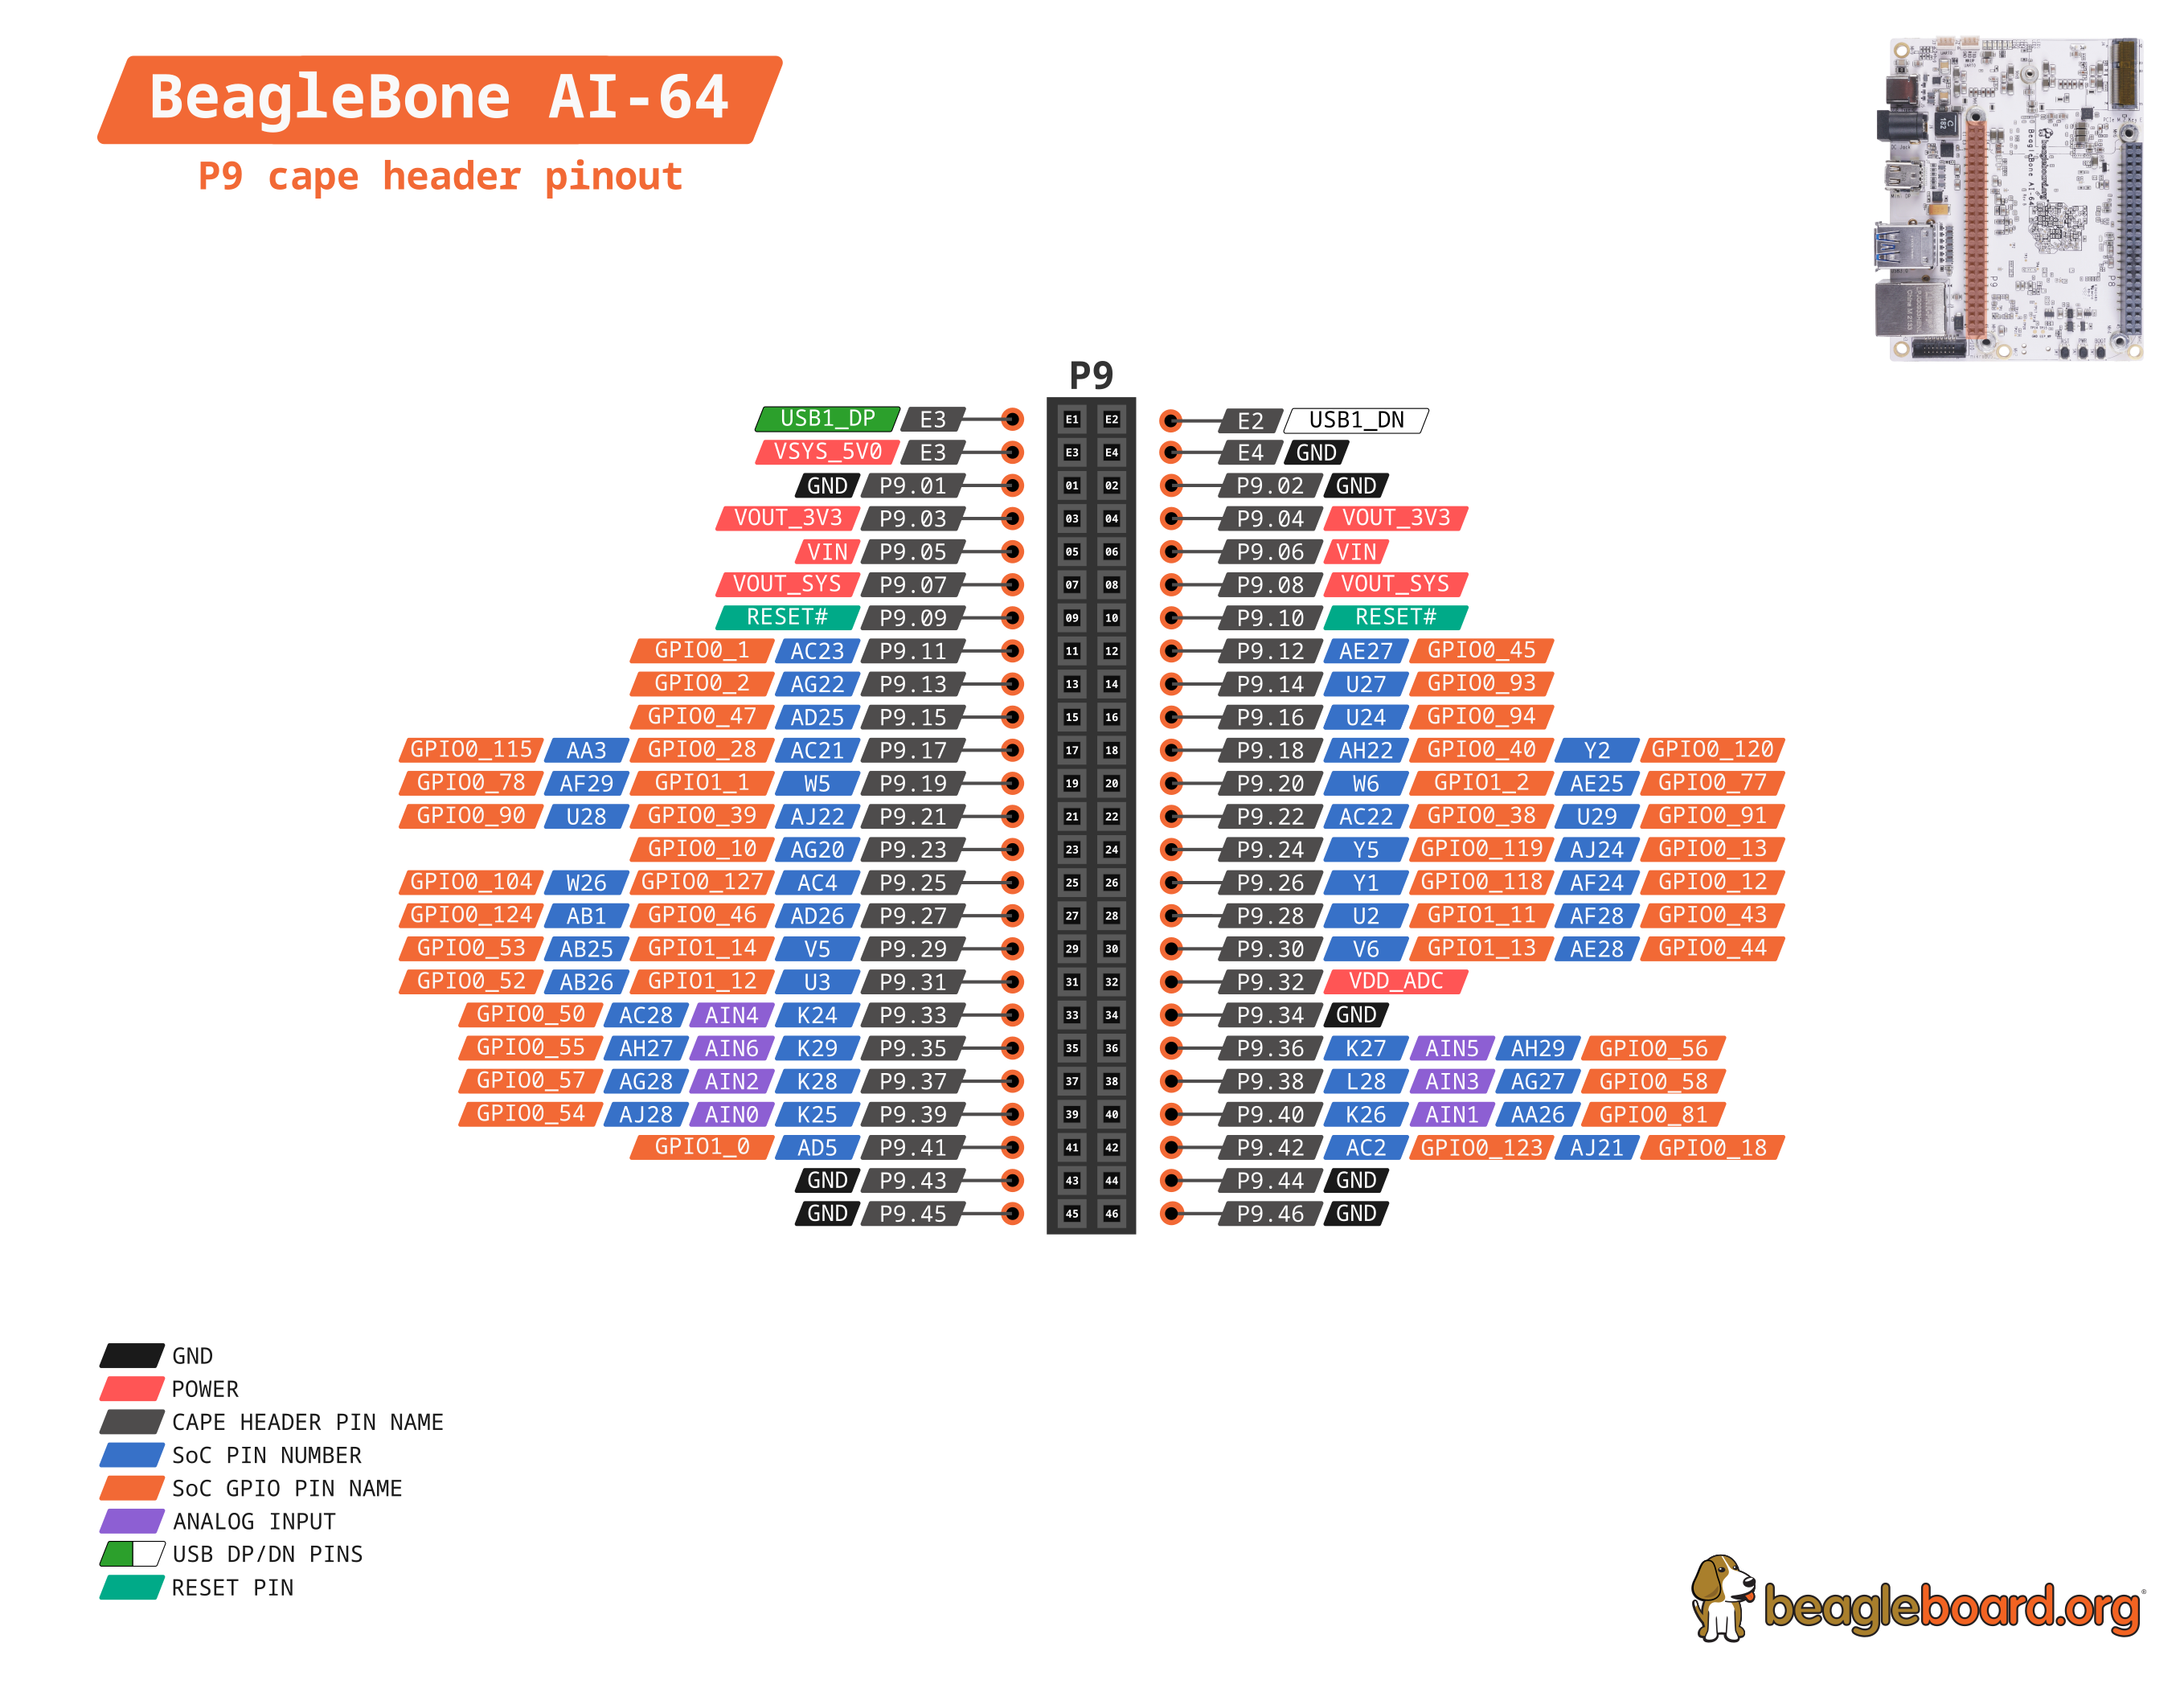 BeagleBone AI-64
P9 cape header pinout
P9
USB1_DP E3 E1 E2 E2 USB1_DN
VSYS_5V0 E3 E3 E4 E4 GND
GND P9.01 01 02 P9.02 GND
VOUT_3V3 P9.03 03 04 P9.04 VOUT_3V3
VIN P9.05 05 06 P9.06 VIN
VOUT_SYS P9.07 07 08 P9.08 VOUT_SYS
RESET# P9.09 09 10 P9.10 RESET#
GPIO0_1 AC23 P9.11 11 12 P9.12 AE27 GPIO0_45
GPIO0_2 AG22 P9.13 13 14 P9.14 U27 GPIO0_93
GPIO0_47 AD25 P9.15 15 16 P9.16 U24 GPIO0_94
GPIO0_115 AA3 GPIO0_28 AC21 P9.17 17 18 P9.18 AH22 GPIO0_40 Y2 GPIO0_120
GPIO0_78 AF29 GPIO1_1 W5 P9.19 19 20 P9.20 W6 GPIO1_2 AE25 GPIO0_77
GPIO0_90 U28 GPIO0_39 AJ22 P9.21 21 22 P9.22 AC22 GPIO0_38 U29 GPIO0_91
GPIO0_10 AG20 P9.23 23 24 P9.24 Y5 GPIO0_119 AJ24 GPIO0_13
GPIO0_104 W26 GPIO0_127 AC4 P9.25 25 26 P9.26 Y1 GPIO0_118 AF24 GPIO0_12
GPIO0_124 AB1 GPIO0_46 AD26 P9.27 27 28 P9.28 U2 GPIO1_11 AF28 GPIO0_43
GPIO0_53 AB25 GPIO1_14 V5 P9.29 29 30 P9.30 V6 GPIO1_13 AE28 GPIO0_44
GPIO0_52 AB26 GPIO1_12 U3 P9.31 31 32 P9.32 VDD_ADC
GPIO0_50 AC28 AIN4 K24 P9.33 33 34 P9.34 GND
GPIO0_55 AH27 AIN6 K29 P9.35 35 36 P9.36 K27 AIN5 AH29 GPIO0_56
GPIO0_57 AG28 AIN2 K28 P9.37 37 38 P9.38 L28 AIN3 AG27 GPIO0_58
GPIO0_54 AJ28 AIN0 K25 P9.39 39 40 P9.40 K26 AIN1 AA26 GPIO0_81
GPIO1_0 AD5 P9.41 41 42 P9.42 AC2 GPIO0_123 AJ21 GPIO0_18
GND P9.43 43 44 P9.44 GND
GND P9.45 45 46 P9.46 GND
GND
POWER
CAPE HEADER PIN NAME
SoC PIN NUMBER
SoC GPIO PIN NAME
ANALOG INPUT
USB DP/DN PINS
RESET PIN
beagleboard.org